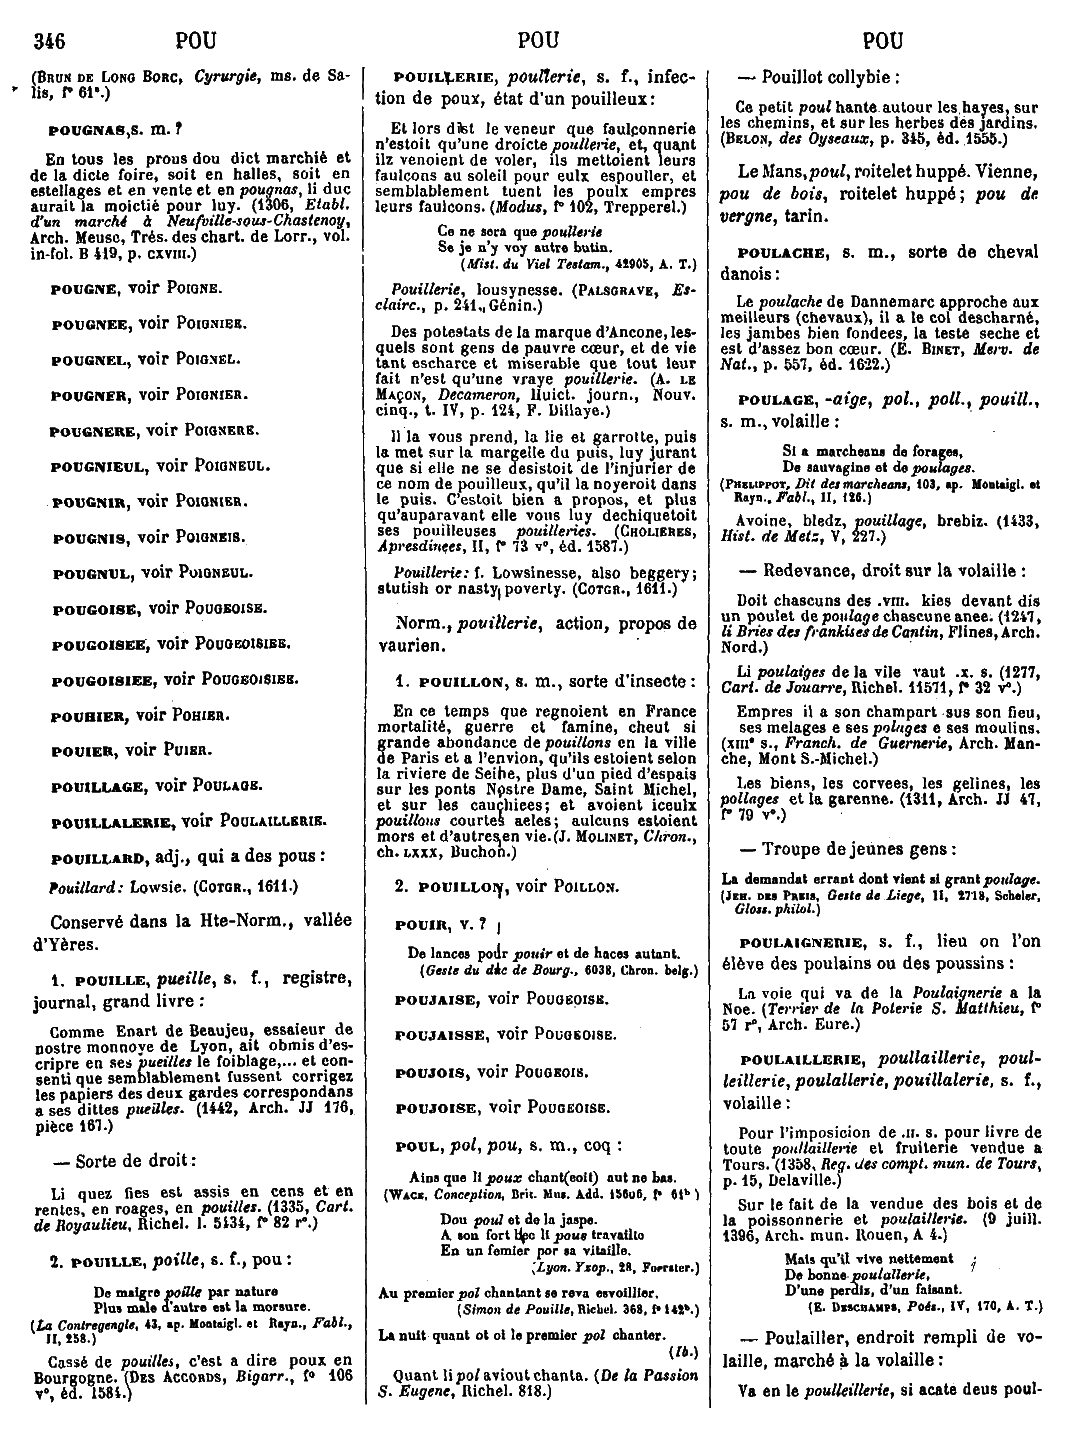 346 POU POU POU
(BRUN DE LONG BORC, Cyrurgie, ms. de Sa-
lis, f° 61ª.)
POUGNAS, s. m. ?
En tous les prous dou dict marchié et
de la dicte foire, soit en halles, soit en
estellages et en vente et en pougnas, li duc
aurait la moictié pour luy. (1306, Etabl.
d'un marché à Neufville-sous-Chastenoy,
Arch. Meuse, Trés. des chart. de Lorr., vol.
in-fol. B 419, p. CXVIII.)
POUGNE, voir POIGNE.
POUGNEE, voir POIGNIER.
POUGNEL, voir POIGNEL.
POUGNER, voir POIGNIER.
POUGNERE, voir POIGNERE.
POUGNIEUL, voir POIGNEUL.
POUGNIR, voir POIGNIER.
POUGNIS, voir POIGNEIS.
POUGNUL, voir POIGNEUL.
POUGOISE, voir POUGEOISE.
POUGOISEE, voir POUGEOISIEE.
POUGOISIEE, voir POUGEOISIEE.
POUHIER, voir POHIER.
POUIER, voir PUIER.
POUILLAGE, voir POULAGE.
POUILLALERIE, voir POULAILLERIE.
POUILLARD, adj., qui a des pous :
Pouillard : Lowsie. (COTGR., 1611.)
Conservé dans la Hte-Norm., vallée
d'Yères.
1. POUILLE, pueille, s. f., registre,
journal, grand livre :
Comme Enart de Beaujeu, essaieur de
nostre monnoye de Lyon, ait obmis d'es-
cripre en ses pueilles le foiblage,... et con-
senti que semblablement fussent corrigez
les papiers des deux gardes correspondans
a ses dittes pueilles. (1442, Arch. JJ 176,
pièce 167.)
— Sorte de droit :
Li quez fies est assis en cens et en
rentes, en roages, en pouilles. (1335, Cart.
de Royaulieu, Richel. l. 5434, f° 82 r°.)
2. POUILLE, poille, s. f., pou :
De maigre poille par nature
Plus male d'autre est la morsure.
(La Contregengle, 43, ap. Montaigl. et Rayn., Fabl.,
II, 258.)
Cassé de pouilles, c'est a dire poux en
Bourgogne. (DES ACCORDS, Bigarr., f° 106
v°, éd. 1584.)
POUILLERIE, poullerie, s. f., infec-
tion de poux, état d'un pouilleux :
Et lors dist le veneur que faulconnerie
n'estoit qu'une droicte poullerie, et, quant
ilz venoient de voler, ils mettoient leurs
faulcons au soleil pour eulx espouller, et
semblablement tuent les poulx empres
leurs faulcons. (Modus, f° 102, Trepperel.)
Ce ne sera que poullerie
Se je n'y voy autre butin.
(Mist. du Viel Testam., 42905, A. T.)
Pouillerie, lousynesse. (PALSGRAVE, Es-
clairc., p. 241, Génin.)
Des potestats de la marque d'Ancone, les-
quels sont gens de pauvre cœur, et de vie
tant escharce et miserable que tout leur
fait n'est qu'une vraye pouillerie. (A. LE
MAÇON, Decameron, Huict. journ., Nouv.
cinq., t. IV, p. 124, F. Dillaye.)
Il la vous prend, la lie et garrotte, puis
la met sur la margelle du puis, luy jurant
que si elle ne se desistoit de l'injurier de
ce nom de pouilleux, qu'il la noyeroit dans
le puis. C'estoit bien a propos, et plus
qu'auparavant elle vous luy dechiquetoit
ses pouilleuses pouilleries. (CHOLIERES,
Apresdinees, II, f° 73 v°, éd. 1587.)
Pouillerie : f. Lowsinesse, also beggery;
slutish or nasty poverty. (COTGR., 1611.)
Norm., pouillerie, action, propos de
vaurien.
1. POUILLON, s. m., sorte d'insecte :
En ce temps que regnoient en France
mortalité, guerre et famine, cheut si
grande abondance de pouillons en la ville
de Paris et a l'envion, qu'ils estoient selon
la riviere de Seine, plus d'un pied d'espais
sur les ponts Nostre Dame, Saint Michel,
et sur les cauchiees; et avoient iceulx
pouillons courtes aeles; aulcuns estoient
mors et d'autres en vie. (J. MOLINET, Chron.,
ch. LXXX, Buchon.)
2. POUILLON, voir POILLON.
POUIR, v. ?
De lances pour pouir et de haces autant.
(Geste du duc de Bourg., 6038, Chron. belg.)
POUJAISE, voir POUGEOISE.
POUJAISSE, voir POUGEOISE.
POUJOIS, voir POUGEOIS.
POUJOISE, voir POUGEOISE.
POUL, pol, pou, s. m., coq :
Ains que li poux chant(eoit) aut ne bas.
(WACE, Conception, Brit. Mus. Add. 15606, f° 61ᵇ)
Dou poul et de la jaspe.
A son fort bec li pous travaillo
En un femier por sa vitaille.
(Lyon. Ysop., 28, Foerster.)
Au premier pol chantant se reva esvoillier.
(Simon de Pouille, Richel. 368, f° 142ᵇ.)
La nuit quant ot oi le premier pol chanter.
(Ib.)
Quant li pol aviout chanta. (De la Passion
S. Eugene, Richel. 818.)
— Pouillot collybie :
Ce petit poul hante autour les hayes, sur
les chemins, et sur les herbes des jardins.
(BELON, des Oyseaux, p. 345, éd. 1555.)
Le Mans, poul, roitelet huppé. Vienne,
pou de bois, roitelet huppé; pou de
vergne, tarin.
POULACHE, s. m., sorte de cheval
danois :
Le poulache de Dannemarc approche aux
meilleurs (chevaux), il a le col descharné,
les jambes bien fondees, la teste seche et
est d'assez bon cœur. (E. BINET, Merv. de
Nat., p. 557, éd. 1622.)
POULAGE, -aige, pol., poll., pouill.,
s. m., volaille :
Si a marcheans de forages,
De sauvagine et de poulages.
(PHELIPPOT, Dit des marcheans, 103, ap. Montaigl. et
Rayn., Fabl., II, 126.)
Avoine, bledz, pouillage, brebiz. (1433,
Hist. de Metz, V, 227.)
— Redevance, droit sur la volaille :
Doit chascuns des .VIII. kies devant dis
un poulet de poulage chascune anee. (1247,
li Bries des frankises de Cantin, Flines, Arch.
Nord.)
Li poulaiges de la vile vaut .x. s. (1277,
Cart. de Jouarre, Richel. 11571, f° 32 v°.)
Empres il a son champart sus son fieu,
ses melages e ses polages e ses moulins.
(XIIIᵉ s., Franch. de Guernerie, Arch. Man-
che, Mont S.-Michel.)
Les biens, les corvees, les gelines, les
pollages et la garenne. (1311, Arch. JJ 47,
f° 79 v°.)
— Troupe de jeunes gens :
La demandat errant dont vient si grant poulage.
(JEH. DES PREIS, Geste de Liege, II, 2718, Scheler,
Gloss. philol.)
POULAIGNERIE, s. f., lieu on l'on
élève des poulains ou des poussins :
La voie qui va de la Poulaignerie a la
Noe. (Terrier de la Poterie S. Matthieu, f°
57 r°, Arch. Eure.)
POULAILLERIE, poullaillerie, poul-
leillerie, poulallerie, pouillalerie, s. f.,
volaille :
Pour l'imposicion de .II. s. pour livre de
toute poullaillerie et fruiterie vendue a
Tours. (1358, Reg. des compt. mun. de Tours,
p. 15, Delaville.)
Sur le fait de la vendue des bois et de
la poissonnerie et poulaillerie. (9 juill.
1396, Arch. mun. Rouen, A 4.)
Mais qu'il vive nettement
De bonne poulallerie,
D'une perdis, d'un faisant.
(E. DESCHAMPS, Poés., IV, 170, A. T.)
— Poulailler, endroit rempli de vo-
laille, marché à la volaille :
Va en le poulleillerie, si acate deus poul-